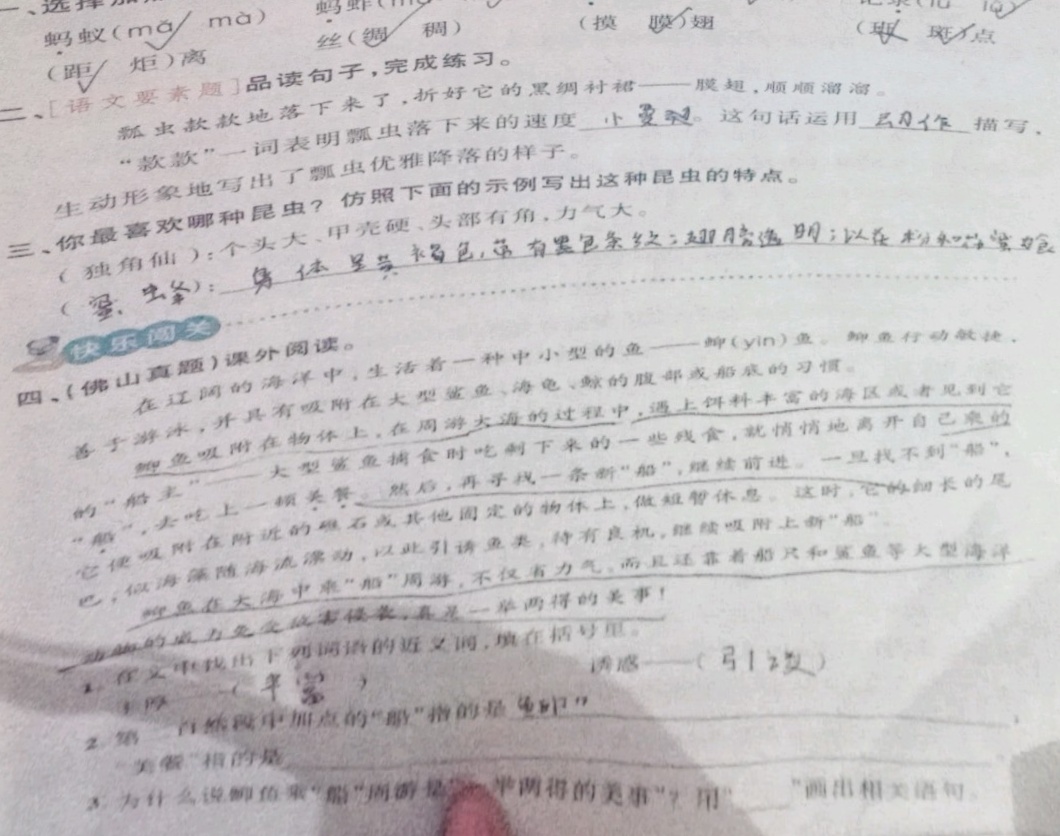 一、选择
蚂蚁(mǎ mà)
丝(绸 稠)
(摸 膜)翅
(斑 斑)点
(距 炬)离
二、[语文要素题]品读句子,完成练习。
瓢虫款款地落下来了,折好它的黑绸衬裙——膜翅,顺顺溜溜。
“款款”一词表明瓢虫落下来的速度 。这句话运用 动作 描写,
生动形象地写出了瓢虫优雅降落的样子。
三、你最喜欢哪种昆虫?仿照下面的示例写出这种昆虫的特点。
(独角仙):个头大、甲壳硬、头部有角,力气大。
(蜜蜂):身体呈黄褐色,带有黑色条纹;翅膀透明;以花粉和
快乐闯关
四、(佛山真题)课外阅读。
在辽阔的海洋中,生活着一种中小型的鱼——䲟(yìn)鱼。䲟鱼行动敏捷,
善于游泳,并具有吸附在大型鲨鱼、海龟、鲸的腹部或船底的习惯。
䲟鱼吸附在物体上,在周游大海的过程中,遇上饵料丰富的海区或者见到它
的“船主”——大型鲨鱼捕食时吃剩下来的一些残食,就悄悄地离开自己乘的
“船”,去吃上一顿美餐。然后,再寻找一条新“船”,继续前进。一旦找不到“船”,
它便吸附在附近的礁石或其他固定的物体上,做短暂休息。这时,它的细长的尾
巴,似海藻随海流漂动,以此引诱鱼类,待有良机,继续吸附上新“船”。
䲟鱼在大海中乘“船”周游,不仅省力气,而且还靠着船只和鲨鱼等大型海洋
动物的威力免受敌害侵袭,真是一举两得的美事!
1. 在文中找出下列词语的近义词,填在括号里。
丰厚——(丰富) 诱惑——(引诱)
2. 第 自然段中加点的“船”指的是
“美餐”指的是
3. 为什么说䲟鱼乘“船”周游是“一举两得的美事”?用“ ”画出相关语句。